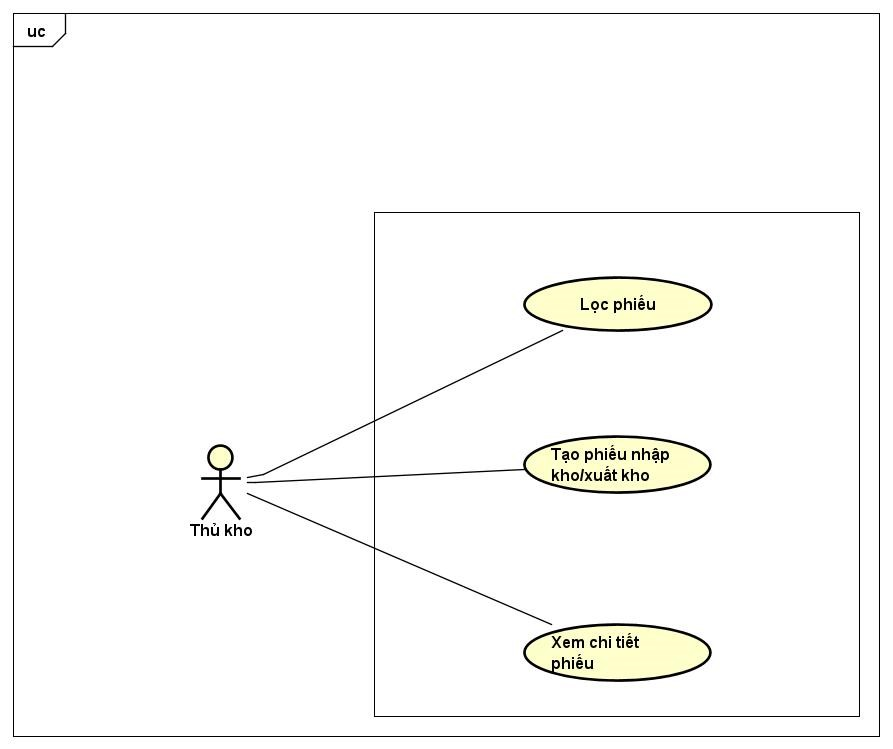 uc
Lọc phiếu
Tạo phiếu nhập
kho/xuất kho
Thủ kho
Xem chi tiết
phiếu